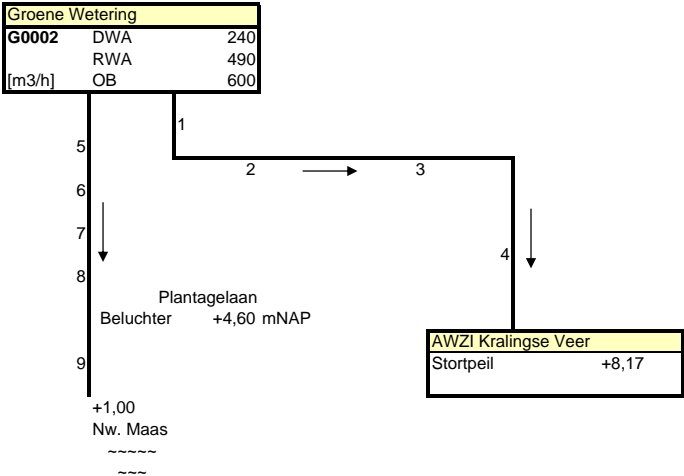 Groene Wetering
G0002 DWA 240
RWA 490
[m3/h] OB 600
1
5
2 3
6
7
4
8
Plantagelaan
Beluchter +4,60 mNAP
AWZI Kralingse Veer
9
Stortpeil +8,17
+1,00
Nw. Maas
~~~~~
~~~